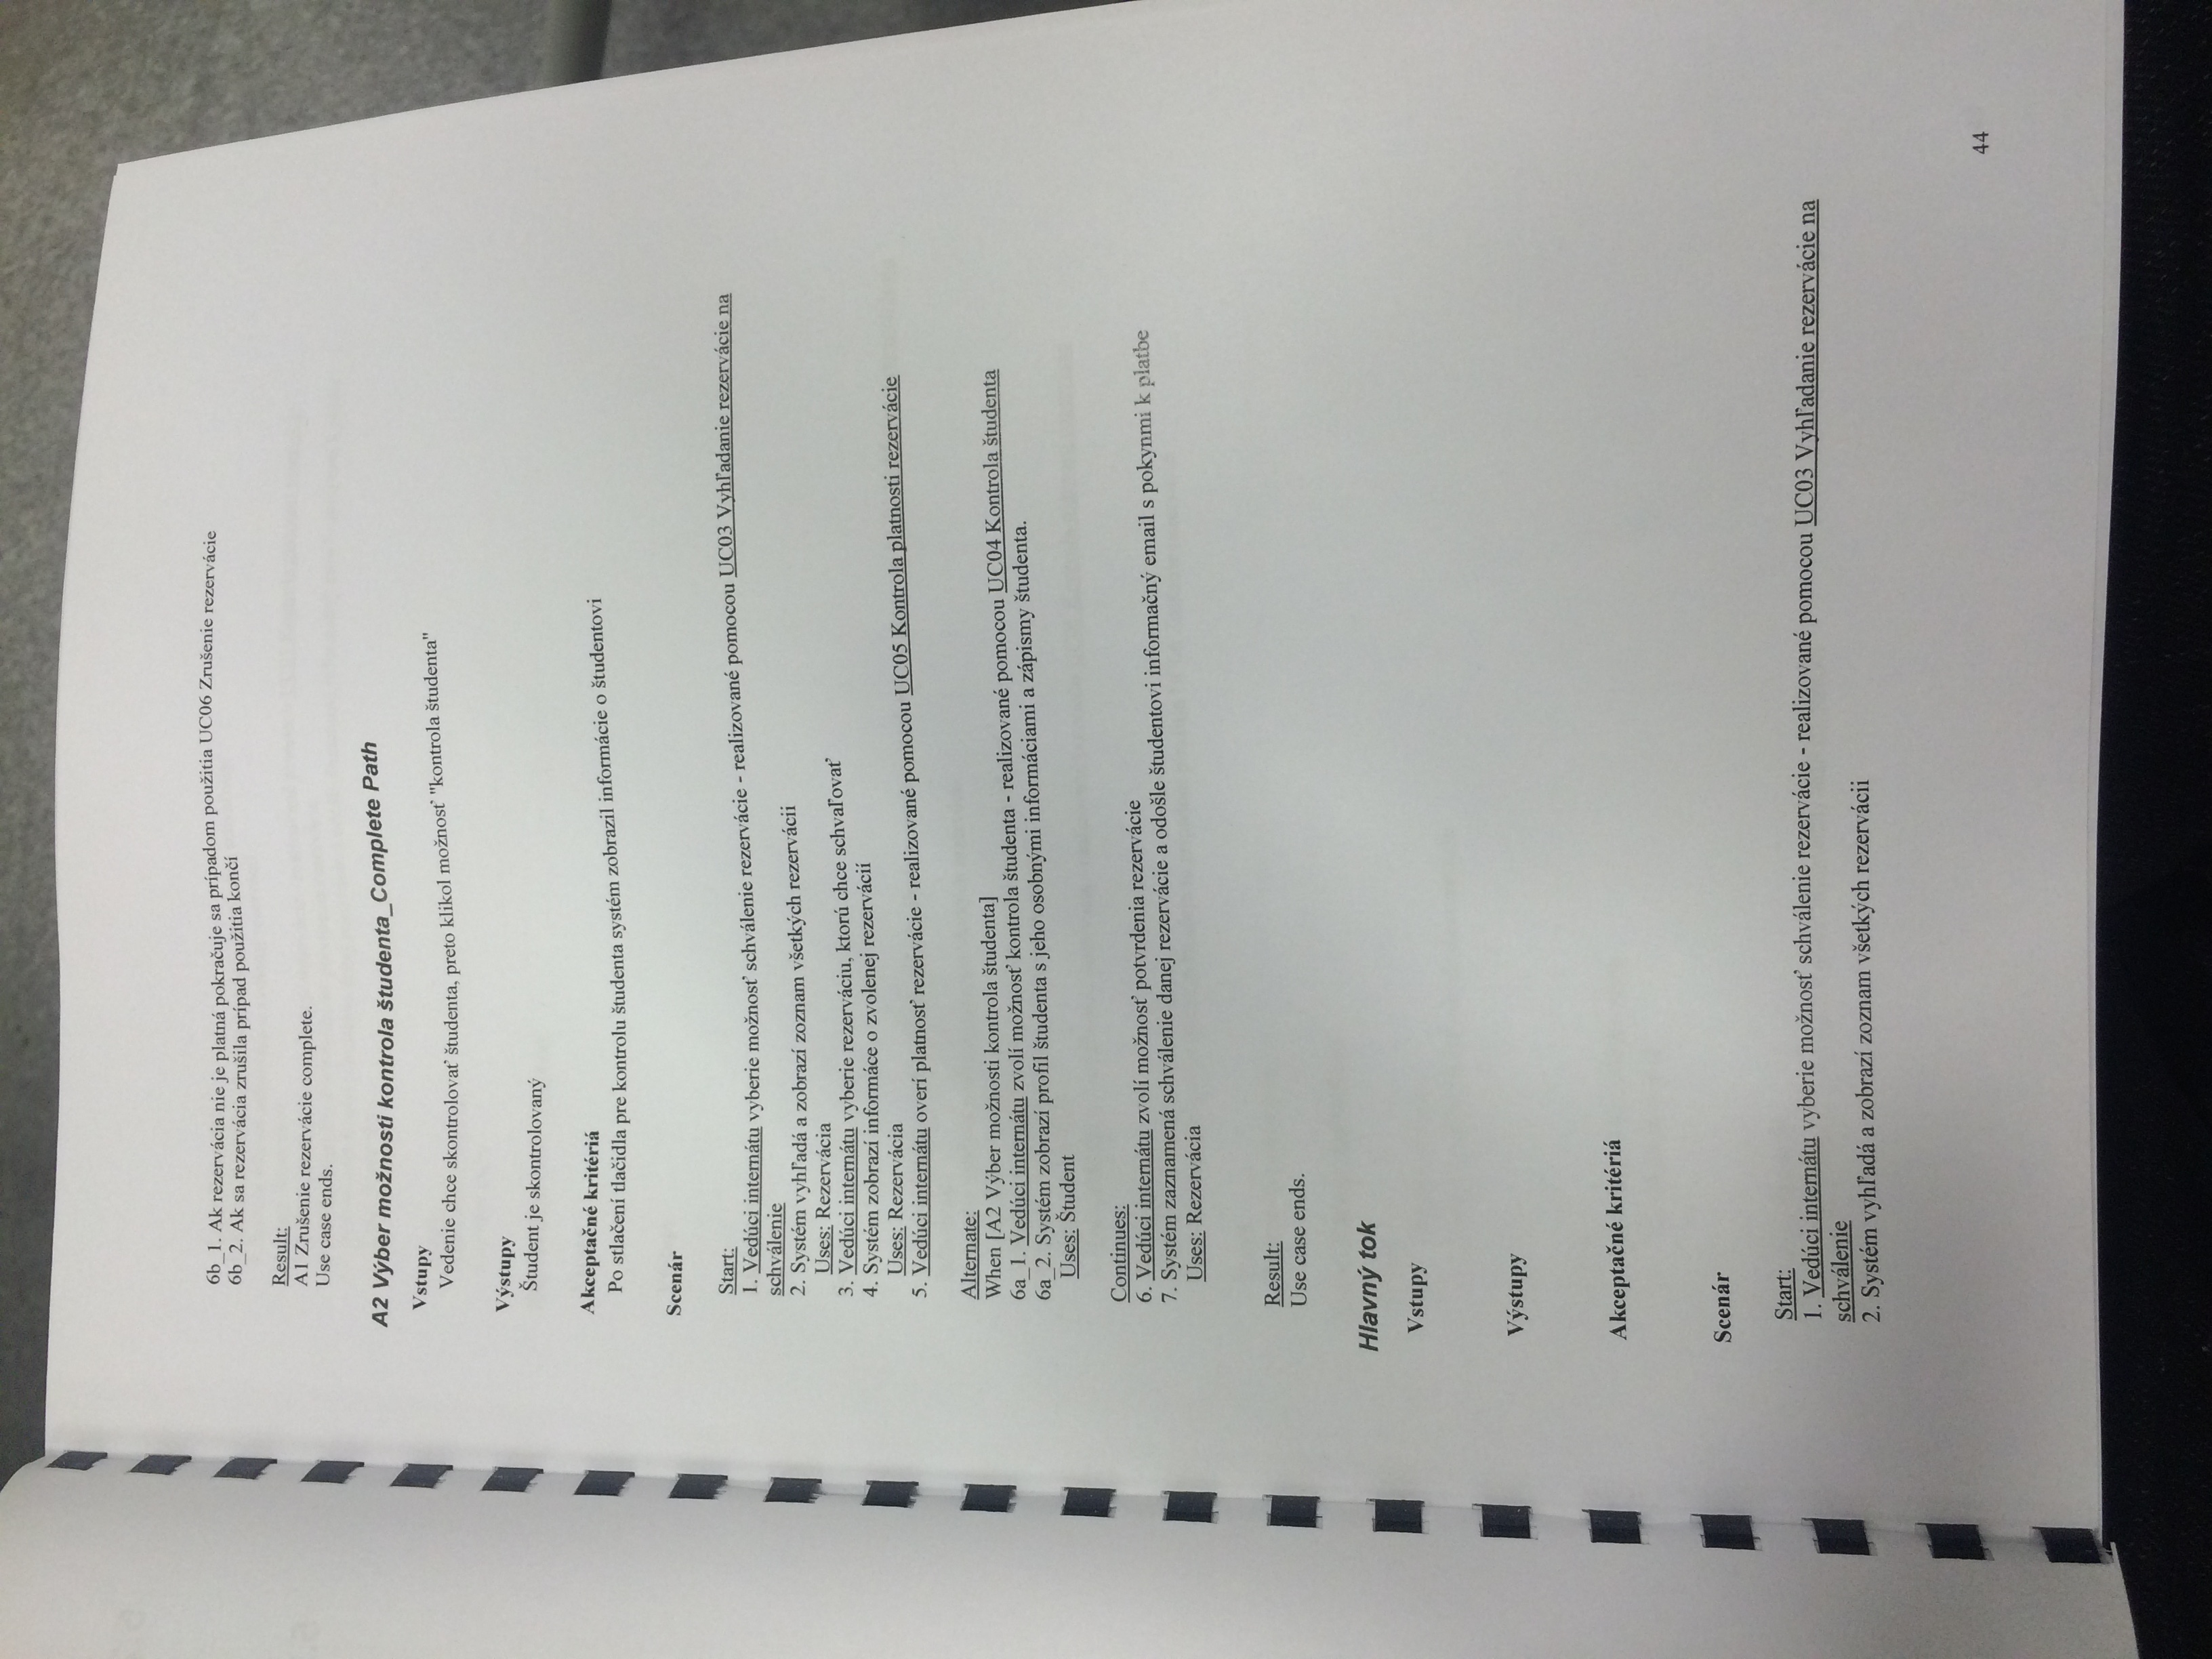 6b_1. Ak rezervácia nie je platná pokračuje sa prípadom použitia UC06 Zrušenie rezervácie
6b_2. Ak sa rezervácia zrušila prípad použitia končí
Result:
A1 Zrušenie rezervácie complete.
Use case ends.
A2 Výber možnosti kontrola študenta_Complete Path
Vstupy
Vedenie chce skontrolovať študenta, preto klikol možnosť "kontrola študenta"
Výstupy
Študent je skontrolovaný
Akceptačné kritériá
Po stlačení tlačidla pre kontrolu študenta systém zobrazil informácie o študentovi
Scenár
Start:
1. Vedúci internátu vyberie možnosť schválenie rezervácie - realizované pomocou UC03 Vyhľadanie rezervácie na
schválenie
2. Systém vyhľadá a zobrazí zoznam všetkých rezervácii
Uses: Rezervácia
3. Vedúci internátu vyberie rezerváciu, ktorú chce schvaľovať
4. Systém zobrazí informáce o zvolenej rezervácií
Uses: Rezervácia
5. Vedúci internátu overí platnosť rezervácie - realizované pomocou UC05 Kontrola platnosti rezervácie
Alternate:
When [A2 Výber možnosti kontrola študenta]
6a_1. Vedúci internátu zvolí možnosť kontrola študenta - realizované pomocou UC04 Kontrola študenta
6a_2. Systém zobrazí profil študenta s jeho osobnými informáciami a zápismy študenta.
Uses: Študent
Continues:
6. Vedúci internátu zvolí možnosť potvrdenia rezervácie
7. Systém zaznamená schválenie danej rezervácie a odošle študentovi informačný email s pokynmi k platbe
Uses: Rezervácia
Result:
Use case ends.
Hlavný tok
Vstupy
Výstupy
Akceptačné kritériá
Scenár
Start:
1. Vedúci internátu vyberie možnosť schválenie rezervácie - realizované pomocou UC03 Vyhľadanie rezervácie na
schválenie
2. Systém vyhľadá a zobrazí zoznam všetkých rezervácii
44